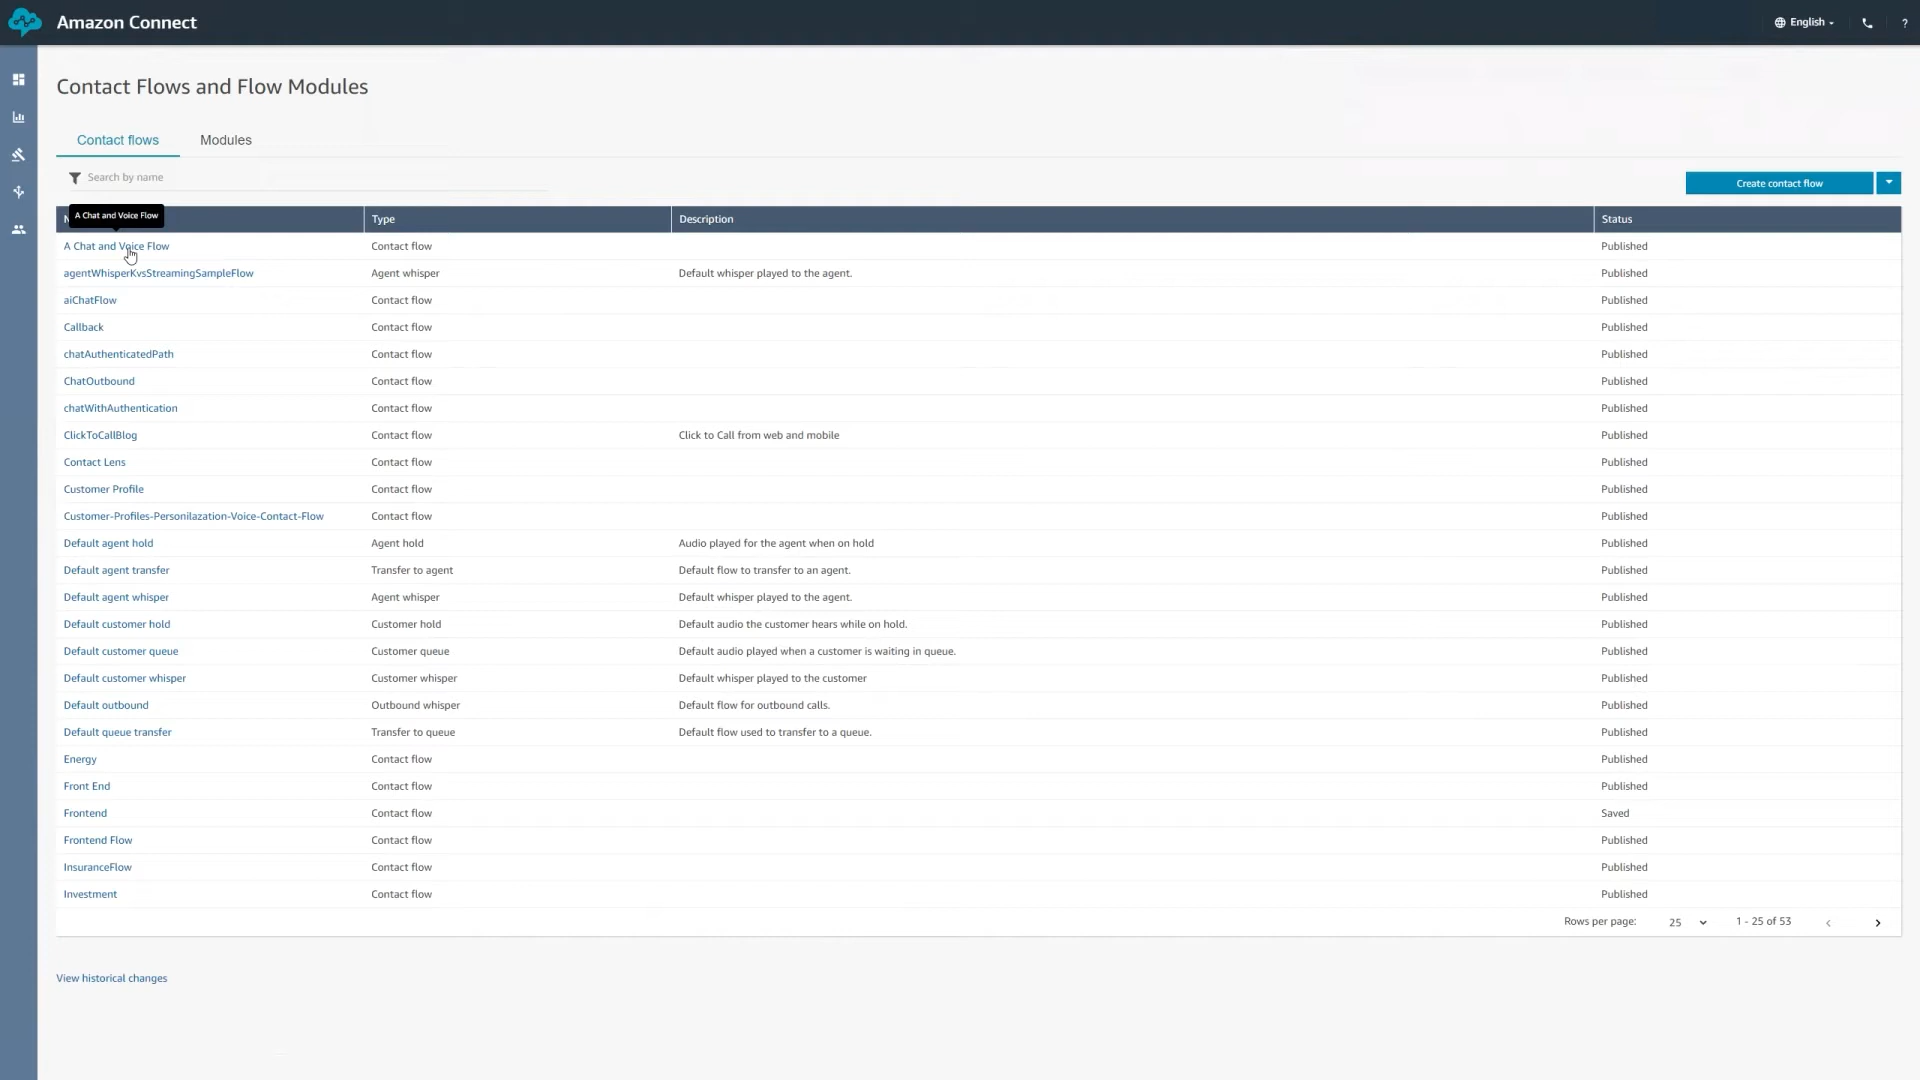 Amazon Connect
English
?
Contact Flows and Flow Modules
Contact flows Modules
Search by name
Create contact flow
A Chat and Voice Flow
N Type Description Status
A Chat and Voice Flow Contact flow Published
agentWhisperKvsStreamingSampleFlow Agent whisper Default whisper played to the agent. Published
aiChatFlow Contact flow Published
Callback Contact flow Published
chatAuthenticatedPath Contact flow Published
ChatOutbound Contact flow Published
chatWithAuthentication Contact flow Published
ClickToCallBlog Contact flow Click to Call from web and mobile Published
Contact Lens Contact flow Published
Customer Profile Contact flow Published
Customer-Profiles-Personilazation-Voice-Contact-Flow Contact flow Published
Default agent hold Agent hold Audio played for the agent when on hold Published
Default agent transfer Transfer to agent Default flow to transfer to an agent. Published
Default agent whisper Agent whisper Default whisper played to the agent. Published
Default customer hold Customer hold Default audio the customer hears while on hold. Published
Default customer queue Customer queue Default audio played when a customer is waiting in queue. Published
Default customer whisper Customer whisper Default whisper played to the customer Published
Default outbound Outbound whisper Default flow for outbound calls. Published
Default queue transfer Transfer to queue Default flow used to transfer to a queue. Published
Energy Contact flow Published
Front End Contact flow Published
Frontend Contact flow Saved
Frontend Flow Contact flow Published
InsuranceFlow Contact flow Published
Investment Contact flow Published
Rows per page: 25 1 - 25 of 53
View historical changes